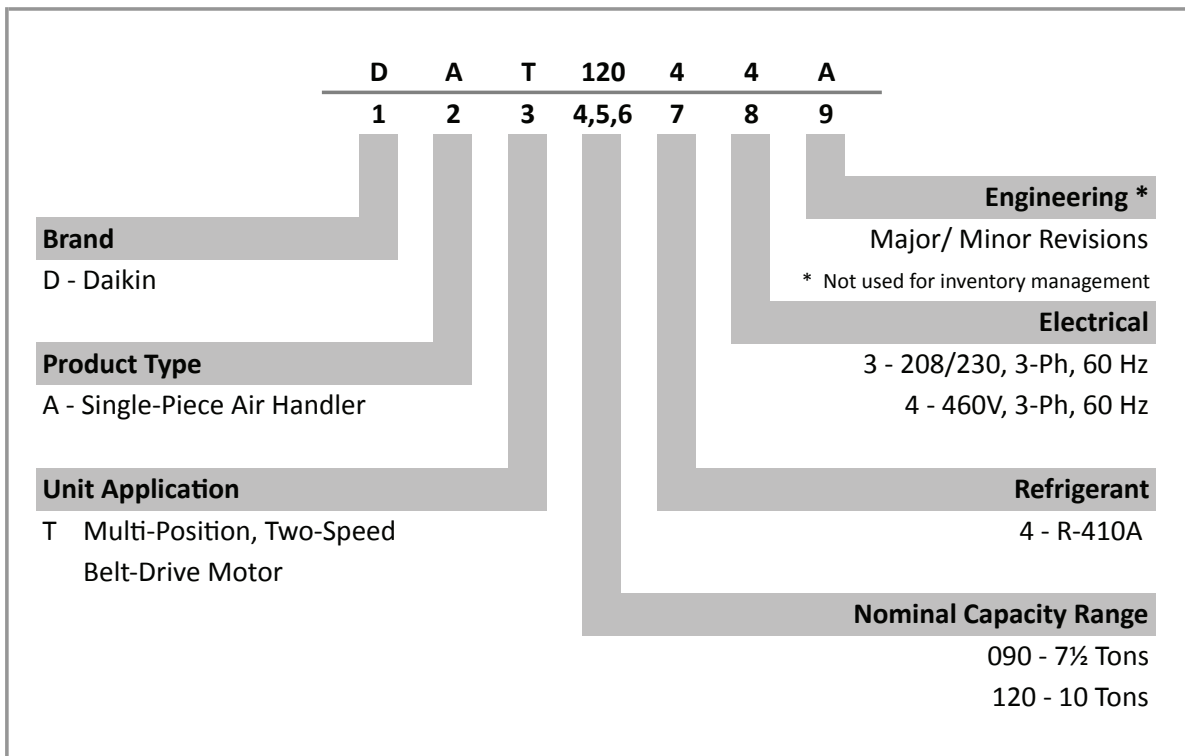 D A T 120 4 4 A
1 2 3 4,5,6 7 8 9
Engineering *
Major/ Minor Revisions
* Not used for inventory management
Brand
D - Daikin
Electrical
3 - 208/230, 3-Ph, 60 Hz
4 - 460V, 3-Ph, 60 Hz
Product Type
A - Single-Piece Air Handler
Unit Application
T Multi-Position, Two-Speed
Belt-Drive Motor
Refrigerant
4 - R-410A
Nominal Capacity Range
090 - 7½ Tons
120 - 10 Tons